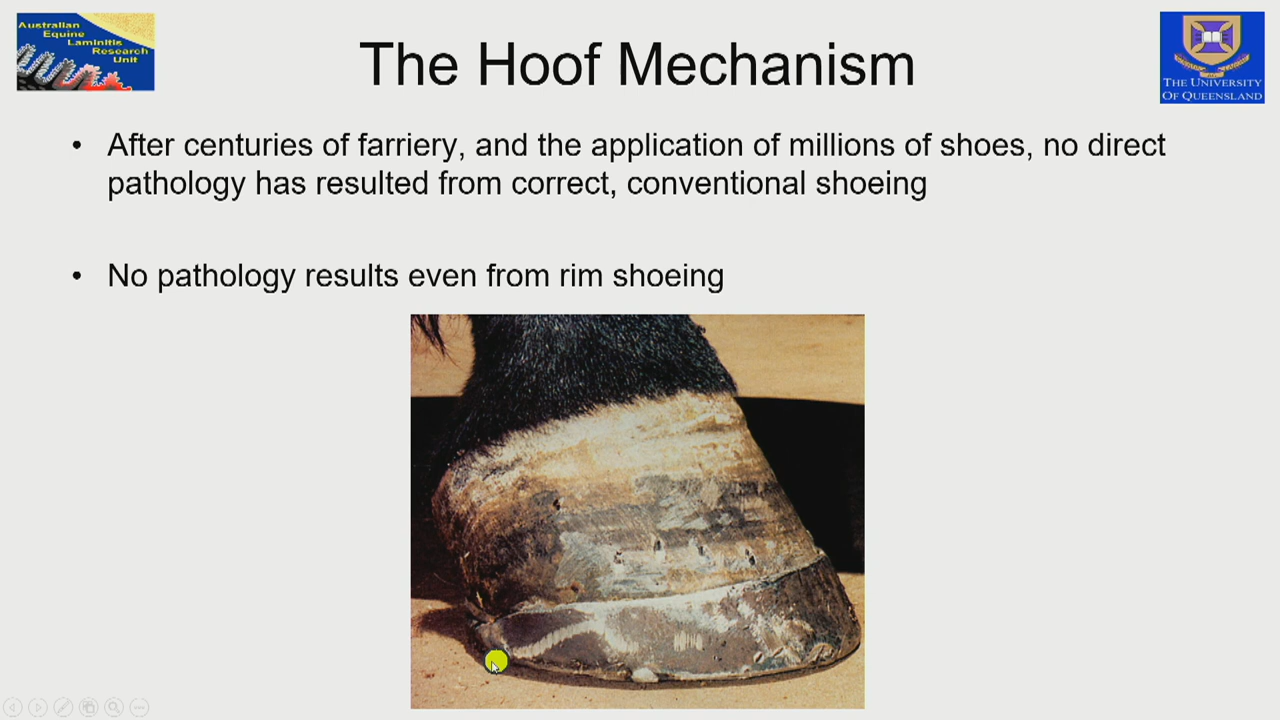 Australian
Equine
Laminitis
Research
Unit
The Hoof Mechanism
THE UNIVERSITY
OF QUEENSLAND
• After centuries of farriery, and the application of millions of shoes, no direct
pathology has resulted from correct, conventional shoeing
• No pathology results even from rim shoeing